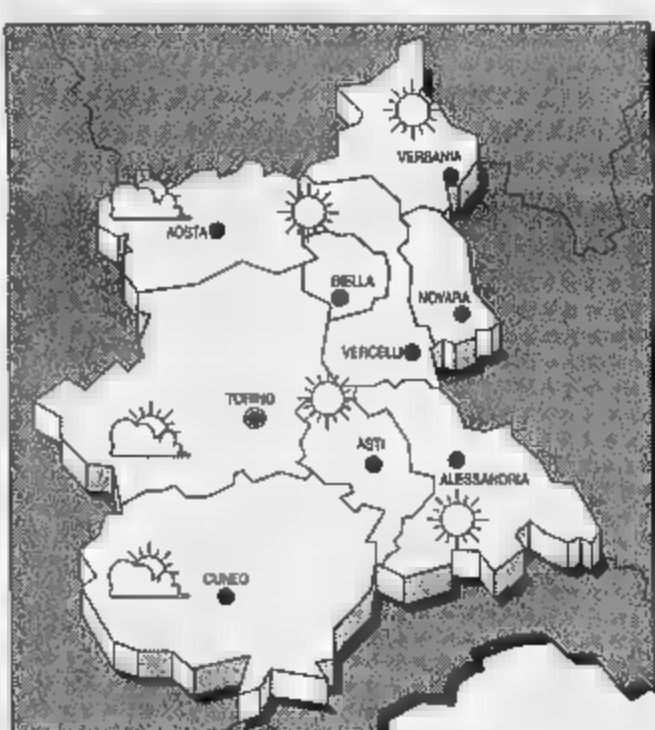 VERBANIA
AOSTA
BIELLA
NOVARA
VERCELLI
TORINO
ASTI
ALESSANDRIA
CUNEO